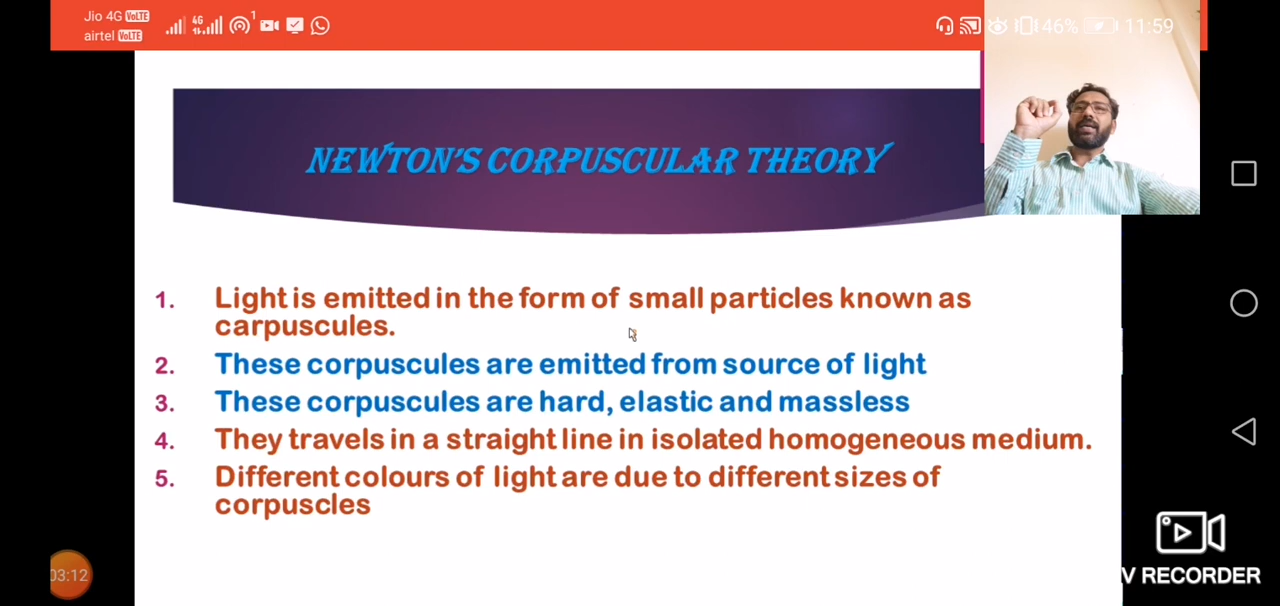 Jio 4G VoLTE
airtel VoLTE
4G
1
46%
11:59
NEWTON'S CORPUSCULAR THEORY
1. Light is emitted in the form of small particles known as
carpuscules.
2. These corpuscules are emitted from source of light
3. These corpuscules are hard, elastic and massless
4. They travels in a straight line in isolated homogeneous medium.
5. Different colours of light are due to different sizes of
corpuscles
03:12
V RECORDER